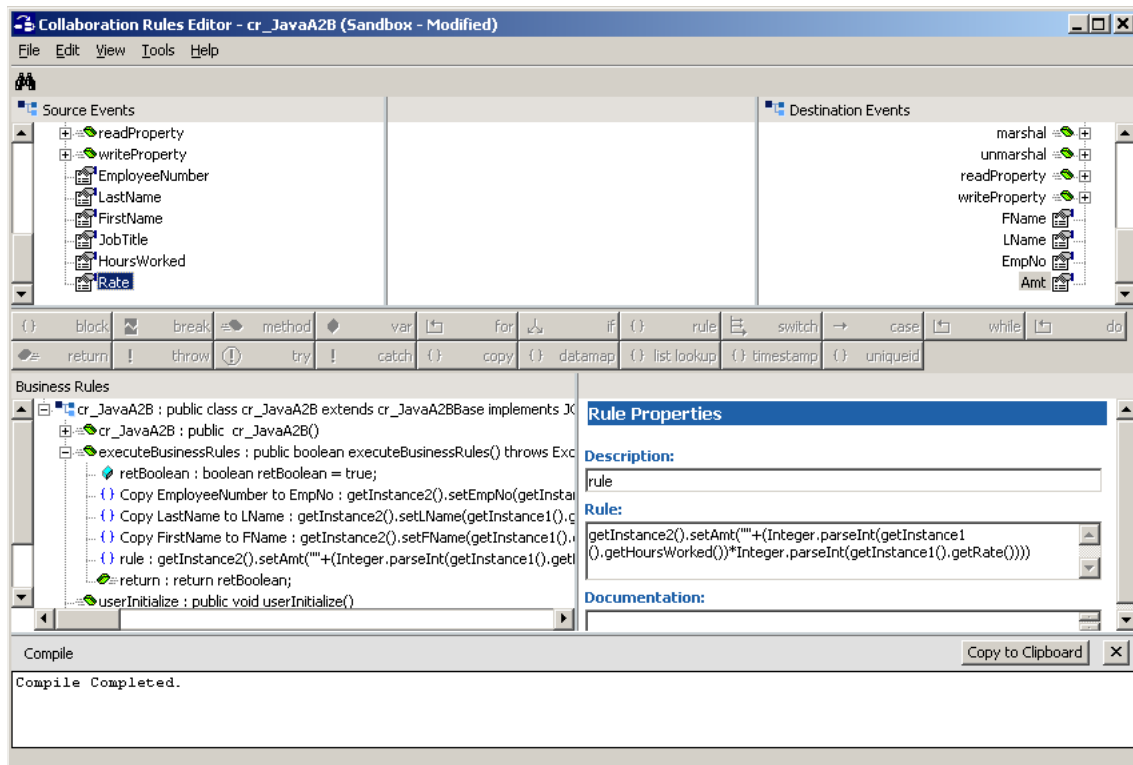 Collaboration Rules Editor - cr_JavaA2B (Sandbox - Modified)
File Edit View Tools Help
Source Events
Destination Events
readProperty
writeProperty
EmployeeNumber
LastName
FirstName
JobTitle
HoursWorked
Rate
marshal
unmarshal
readProperty
writeProperty
FName
LName
EmpNo
Amt
{} block break method var for if {} rule switch case while do
return ! throw try ! catch {} copy {} datamap {} list lookup {} timestamp {} uniqueid
Business Rules
cr_JavaA2B : public class cr_JavaA2B extends cr_JavaA2BBase implements JC
cr_JavaA2B : public cr_JavaA2B()
executeBusinessRules : public boolean executeBusinessRules() throws Exc
retBoolean : boolean retBoolean = true;
{} Copy EmployeeNumber to EmpNo : getInstance2().setEmpNo(getInstan
{} Copy LastName to LName : getInstance2().setLName(getInstance1().g
{} Copy FirstName to FName : getInstance2().setFName(getInstance1().
{} rule : getInstance2().setAmt(""+(Integer.parseInt(getInstance1().getI
return : return retBoolean;
userInitialize : public void userInitialize()
Rule Properties
Description:
rule
Rule:
getInstance2().setAmt(""+(Integer.parseInt(getInstance1
().getHoursWorked())*Integer.parseInt(getInstance1().getRate())))
Documentation:
Compile
Copy to Clipboard
Compile Completed.